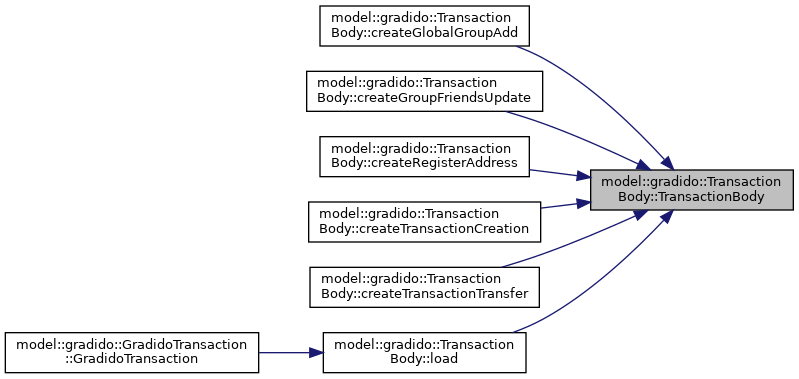 model::gradido::Transaction
Body::createGlobalGroupAdd
model::gradido::Transaction
Body::createGroupFriendsUpdate
model::gradido::Transaction
Body::createRegisterAddress
model::gradido::Transaction
Body::TransactionBody
model::gradido::Transaction
Body::createTransactionCreation
model::gradido::Transaction
Body::createTransactionTransfer
model::gradido::GradidoTransaction
::GradidoTransaction
model::gradido::Transaction
Body::load